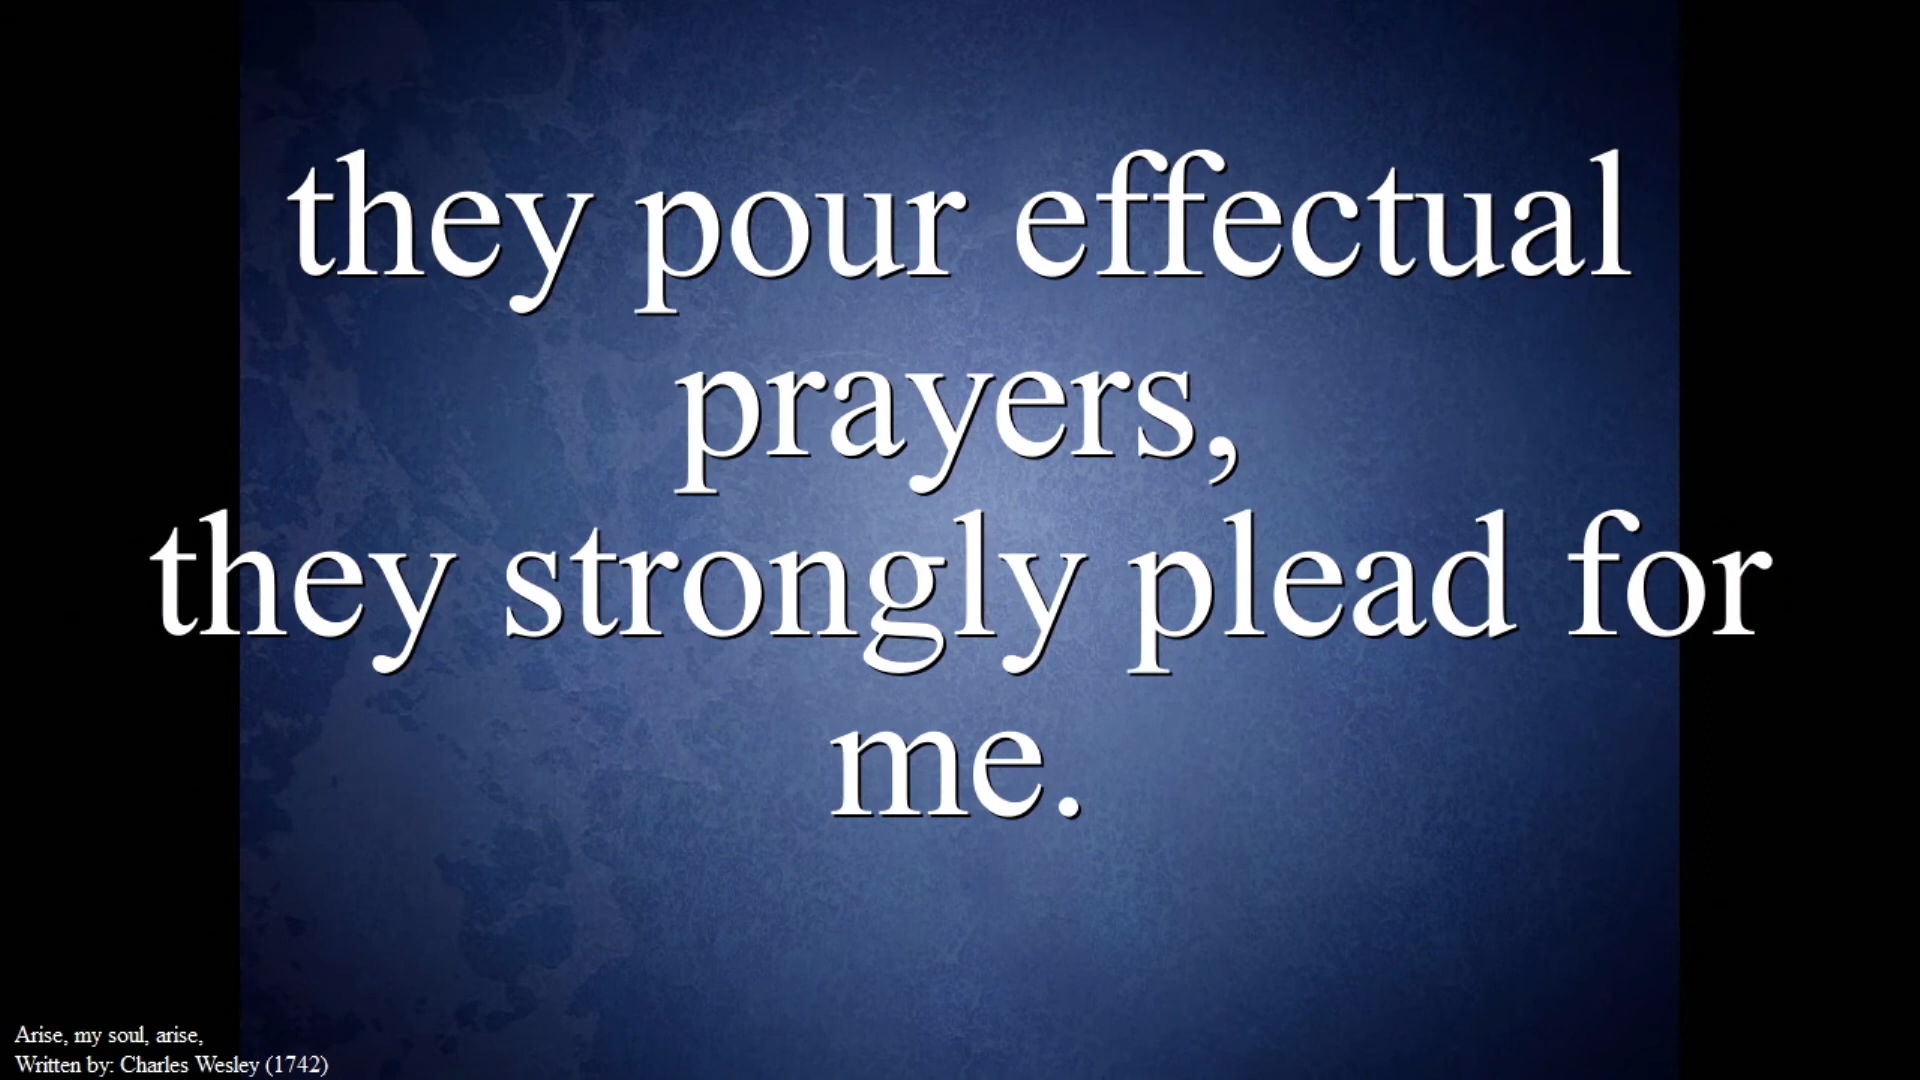 they pour effectual
prayers,
they strongly plead for
me.
Arise, my soul, arise,
Written by: Charles Wesley (1742)